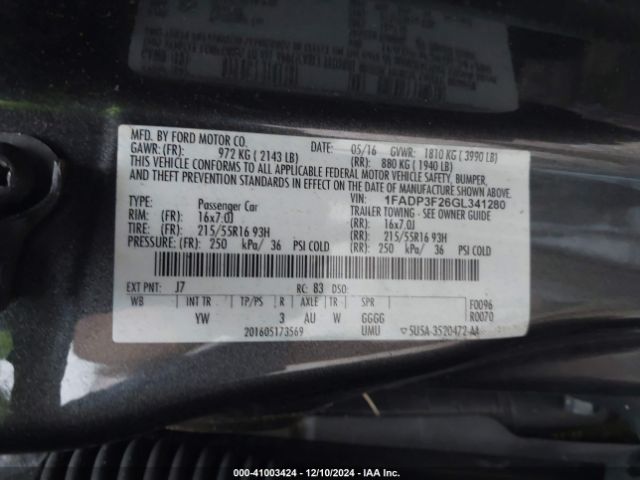 MFD. BY FORD MOTOR CO.
DATE: 05/16 GVWR: 1810 KG ( 3990 LB)
GAWR: (FR): 972 KG ( 2143 LB) (RR): 880 KG (1940 LB)
THIS VEHICLE CONFORMS TO ALL APPLICABLE FEDERAL MOTOR VEHICLE SAFETY, BUMPER,
AND THEFT PREVENTION STANDARDS IN EFFECT ON THE DATE OF MANUFACTURE SHOWN ABOVE.
VIN: 1FADP3F26GL341280
TYPE: Passenger Car TRAILER TOWING - SEE OWNER GUIDE
RIM: (FR): 16x7.0J (RR): 16x7.0J
TIRE: (FR): 215/55R16 93H (RR): 215/55R16 93H
PRESSURE: (FR): 250 kPa/ 36 PSI COLD (RR): 250 kPa/ 36 PSI COLD
EXT PNT: J7 RC: 83 DSO:
WB INT TR TP/PS R AXLE TR SPR F0096
YW 3 AU W GGGG R0070
201605173569 UMU 5USA-3520472-AA
000-41003424 - 12/10/2024 - IAA Inc.